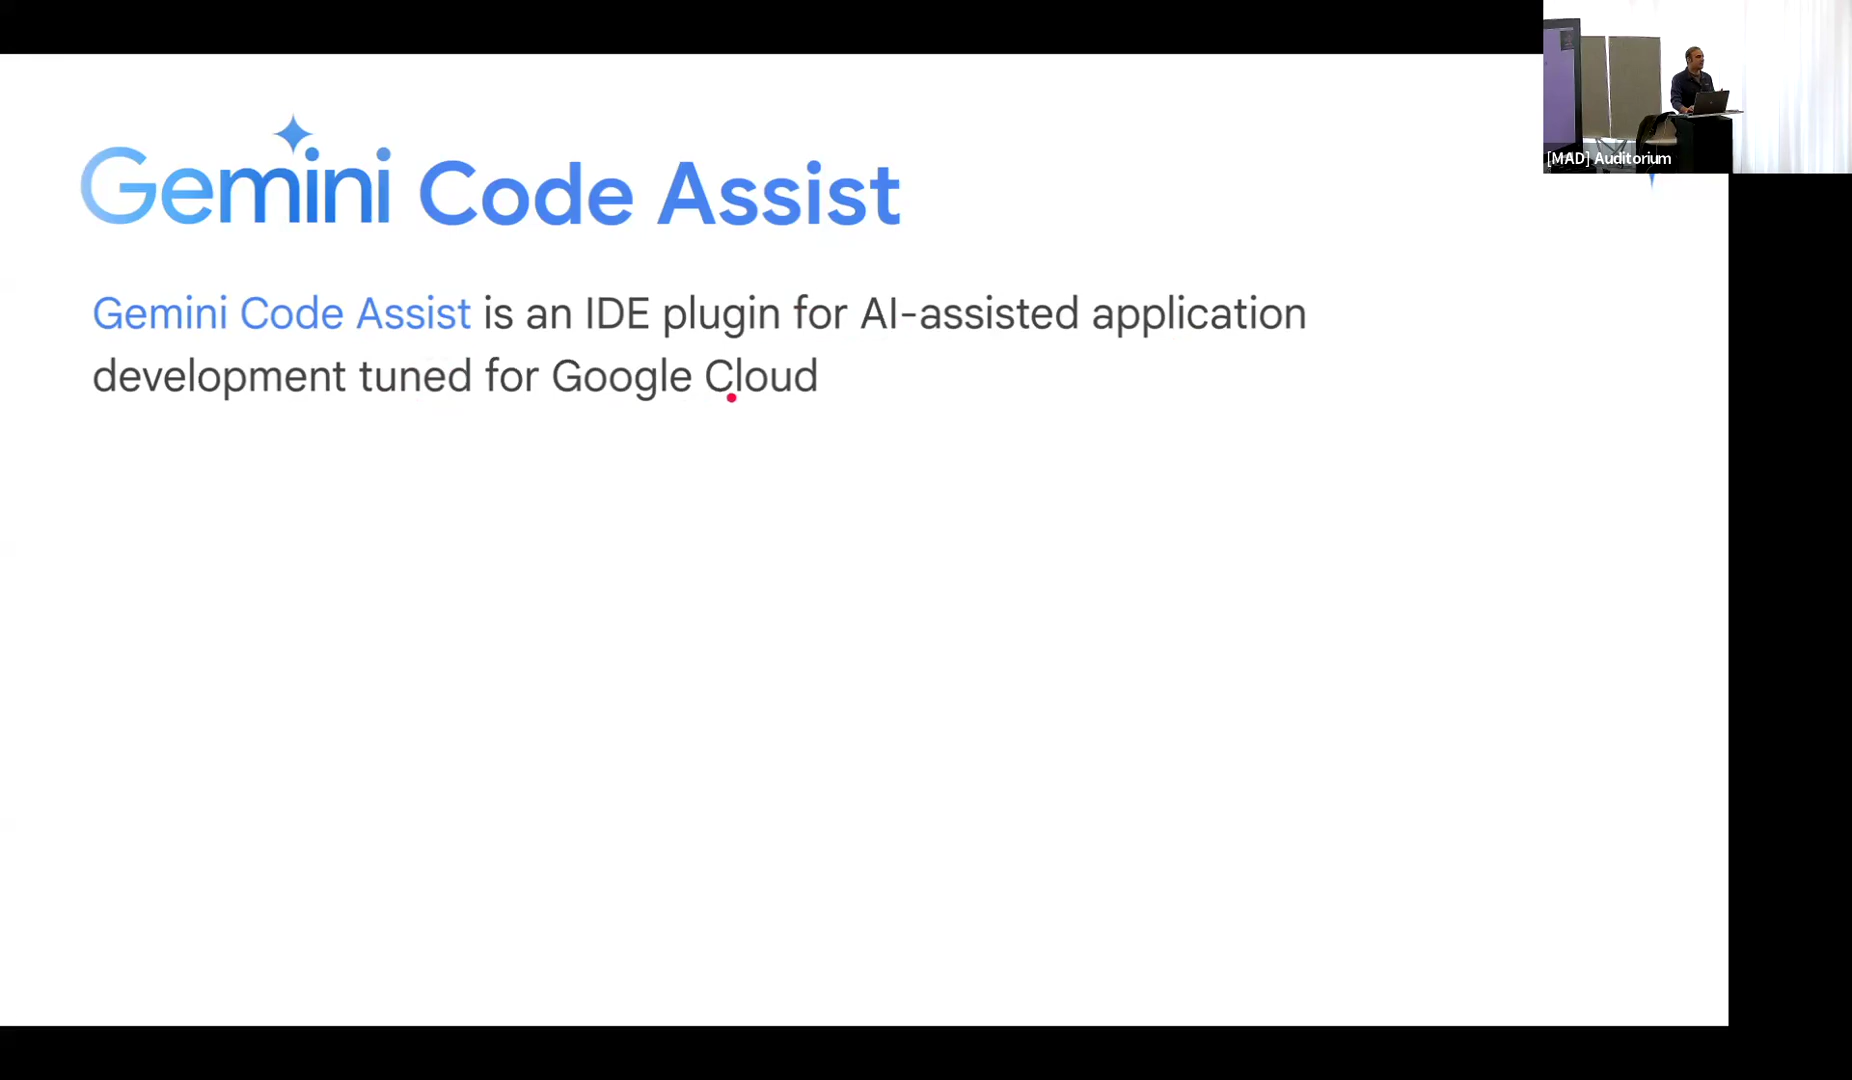 [MAD] Auditorium
Gemini Code Assist
Gemini Code Assist is an IDE plugin for AI-assisted application
development tuned for Google Cloud